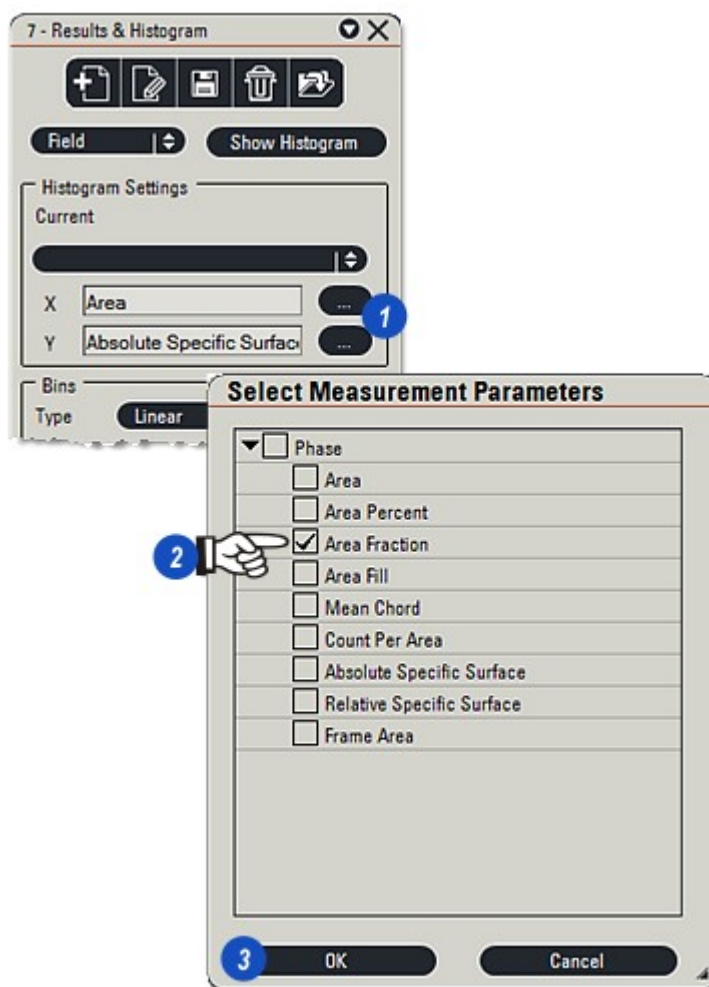 7 - Results & Histogram
Field
Show Histogram
Histogram Settings
Current
X Area ...
1
Y Absolute Specific Surfac ...
Bins
Type Linear
Select Measurement Parameters
Phase
Area
Area Percent
2 Area Fraction
Area Fill
Mean Chord
Count Per Area
Absolute Specific Surface
Relative Specific Surface
Frame Area
3 OK Cancel